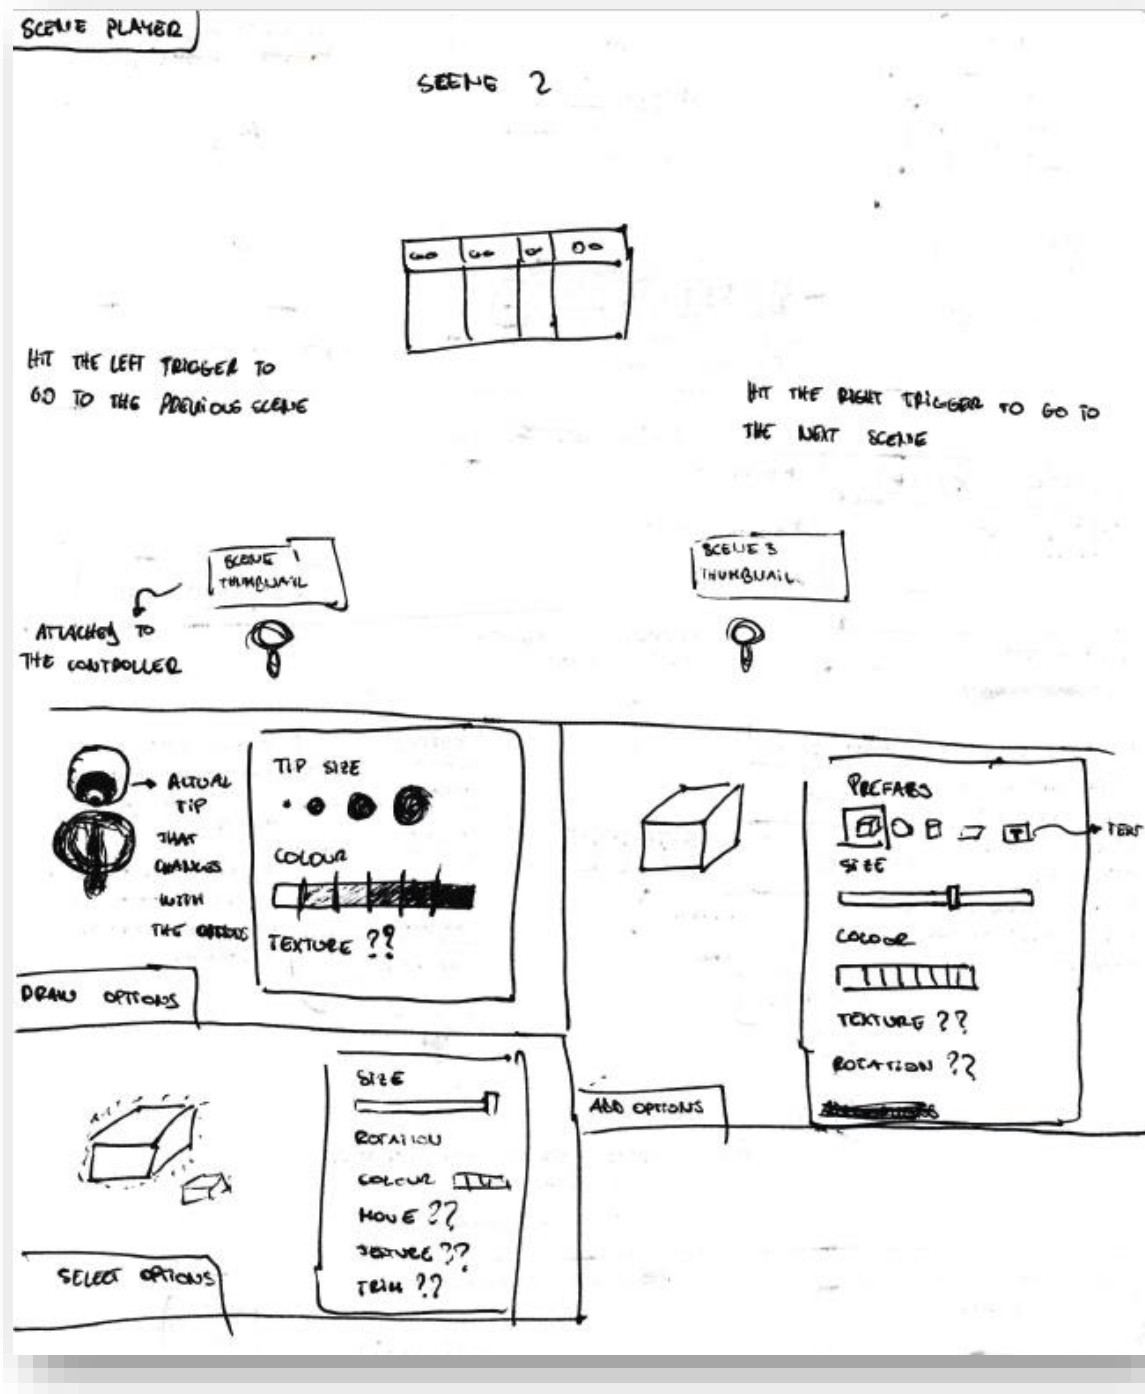 SCENE PLAYER
SCENE 2
HIT THE LEFT TRIGGER TO
GO TO THE PREVIOUS SCENE
HIT THE RIGHT TRIGGER TO GO TO
THE NEXT SCENE
SCENE 1
THUMBNAIL
SCENE 3
THUMBNAIL
ATTACHED TO
THE CONTROLLER
ACTUAL
TIP
THAT
CHANGES
WITH
THE OPTIONS
TIP SIZE
COLOUR
TEXTURE ??
DRAW OPTIONS
PREFABS
T
TEXT
SIZE
COLOUR
TEXTURE ??
ROTATION ??
ADD OPTIONS
SIZE
ROTATION
COLOUR
MOVE ??
TEXTURE ??
TRIM ??
SELECT OPTIONS